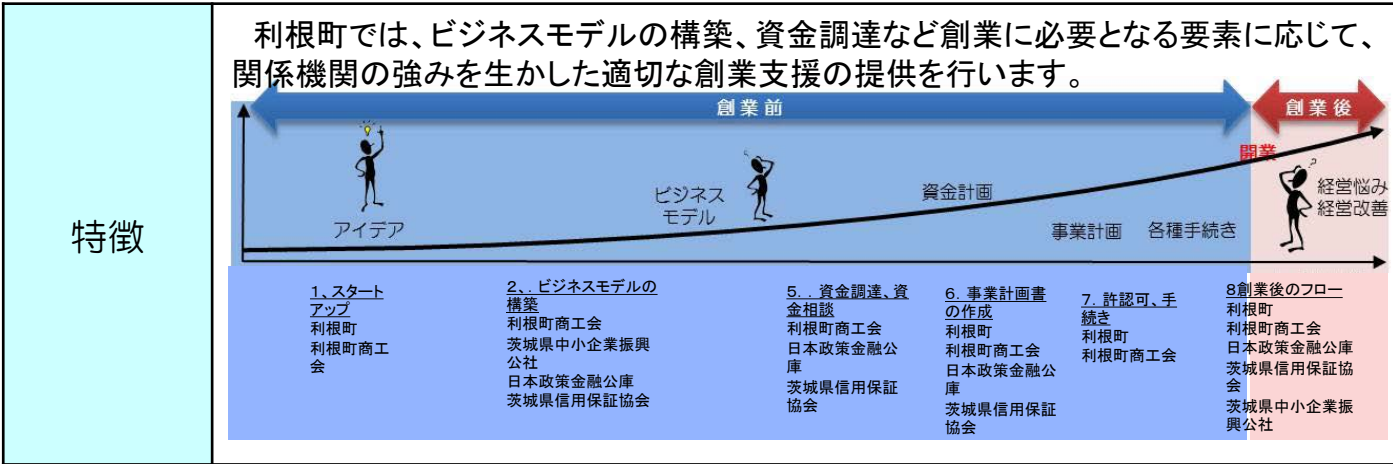 特徴
利根町では、ビジネスモデルの構築、資金調達など創業に必要となる要素に応じて、
関係機関の強みを生かした適切な創業支援の提供を行います。
創業前
創業後
開業
アイデア
ビジネス
モデル
資金計画
事業計画
各種手続き
経営悩み
経営改善
1、スタート
アップ
利根町
利根町商工
会
2、. ビジネスモデルの
構築
利根町商工会
茨城県中小企業振興
公社
日本政策金融公庫
茨城県信用保証協会
5. . 資金調達、資
金相談
利根町商工会
日本政策金融公
庫
茨城県信用保証
協会
6. 事業計画書
の作成
利根町
利根町商工会
日本政策金融公
庫
茨城県信用保証
協会
7. 許認可、手
続き
利根町
利根町商工会
8創業後のフロー
利根町
利根町商工会
日本政策金融公庫
茨城県信用保証協
会
茨城県中小企業振
興公社